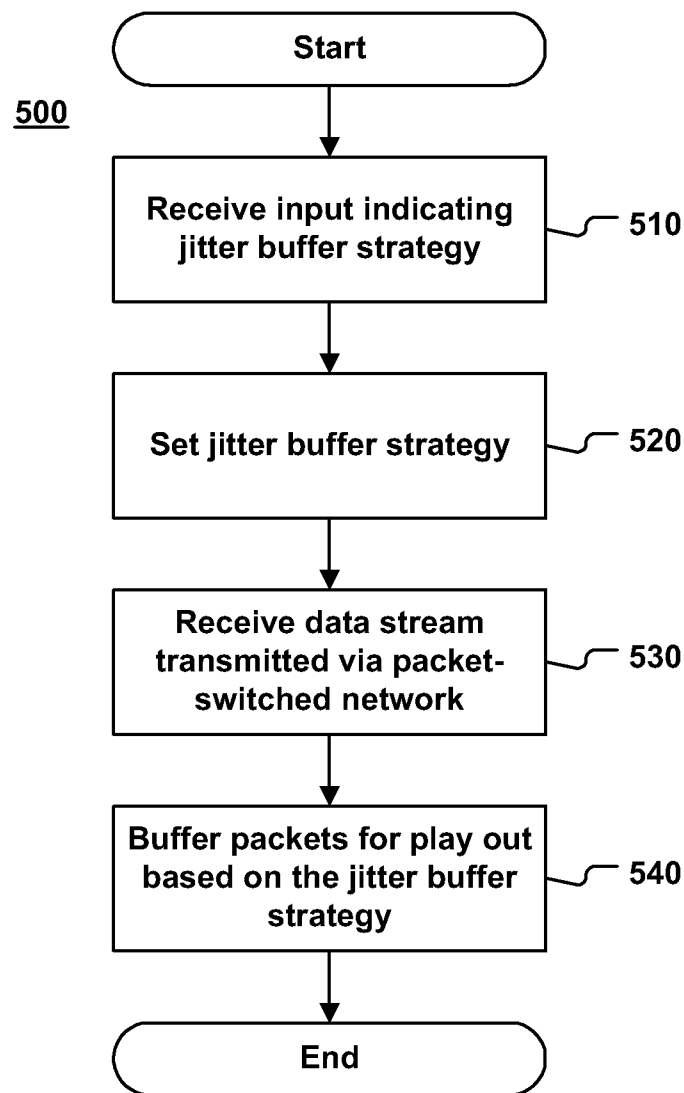 Start
500
Receive input indicating
jitter buffer strategy
510
Set jitter buffer strategy
520
Receive data stream
transmitted via packet-
switched network
530
Buffer packets for play out
based on the jitter buffer
strategy
540
End